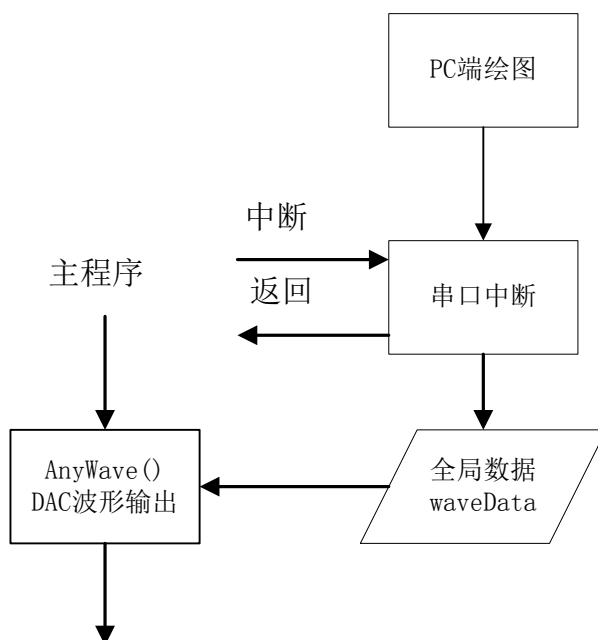 PC端绘图
中断
主程序
返回
串口中断
AnyWave()
DAC波形输出
全局数据
waveData